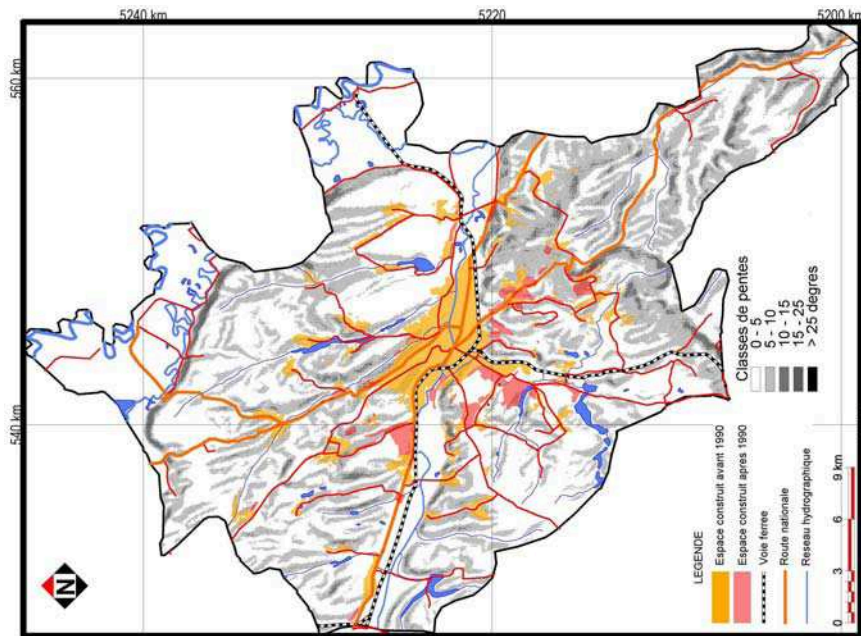 5240 km
5220
5200 km
560 km
540 km
N
Classes de pentes
0 - 5
5 - 10
10 - 15
15 - 25
> 25 degres
LEGENDE
Espace construit avant 1990
Espace construit apres 1990
Voie ferree
Route nationale
Reseau hydrographique
0 3 6 9 km